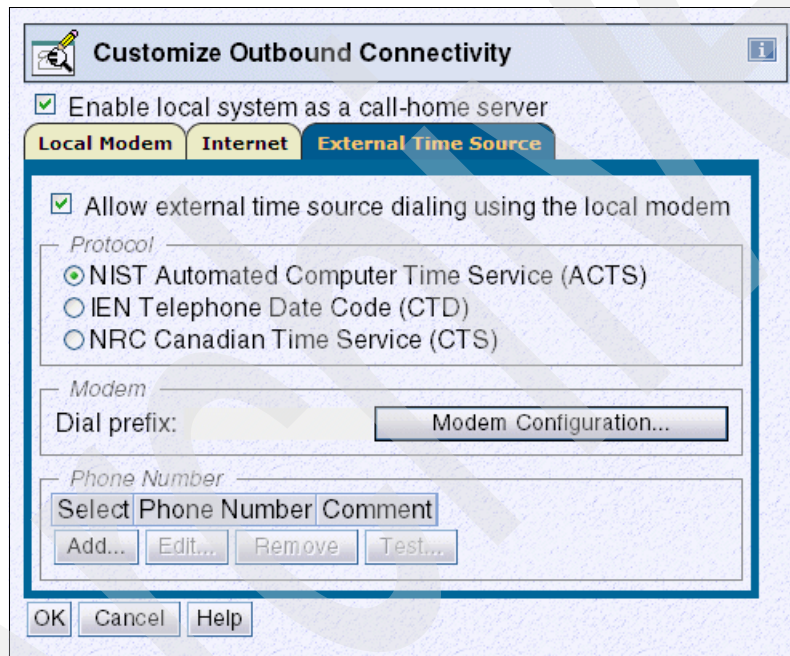 Customize Outbound Connectivity
i
Enable local system as a call-home server
Local Modem Internet External Time Source
Allow external time source dialing using the local modem
Protocol
NIST Automated Computer Time Service (ACTS)
IEN Telephone Date Code (CTD)
NRC Canadian Time Service (CTS)
Modem
Dial prefix: Modem Configuration...
Phone Number
Select Phone Number Comment
Add... Edit... Remove Test...
OK Cancel Help